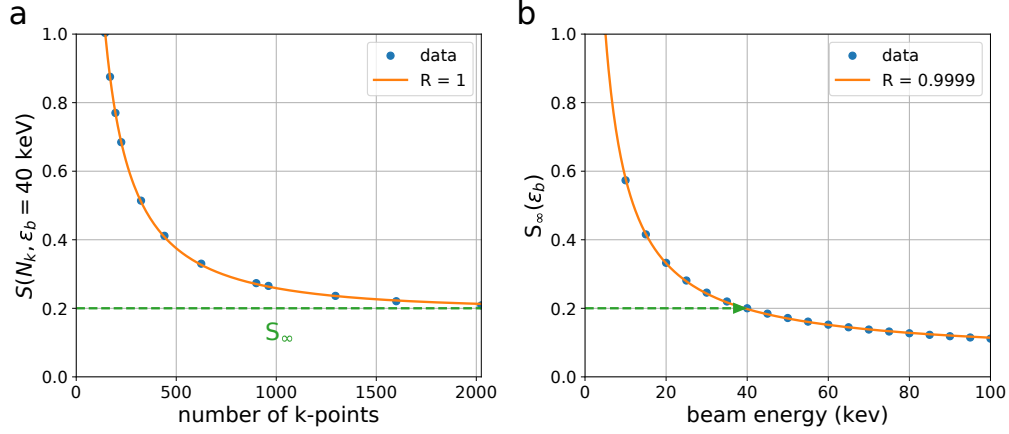 a
b
1.0
0.8
0.6
0.4
0.2
0.0
S(N_k, ε_b = 40 keV)
data
R = 1
S_∞
0 500 1000 1500 2000
number of k-points
1.0
0.8
0.6
0.4
0.2
0.0
S_∞(ε_b)
data
R = 0.9999
0 20 40 60 80 100
beam energy (kev)